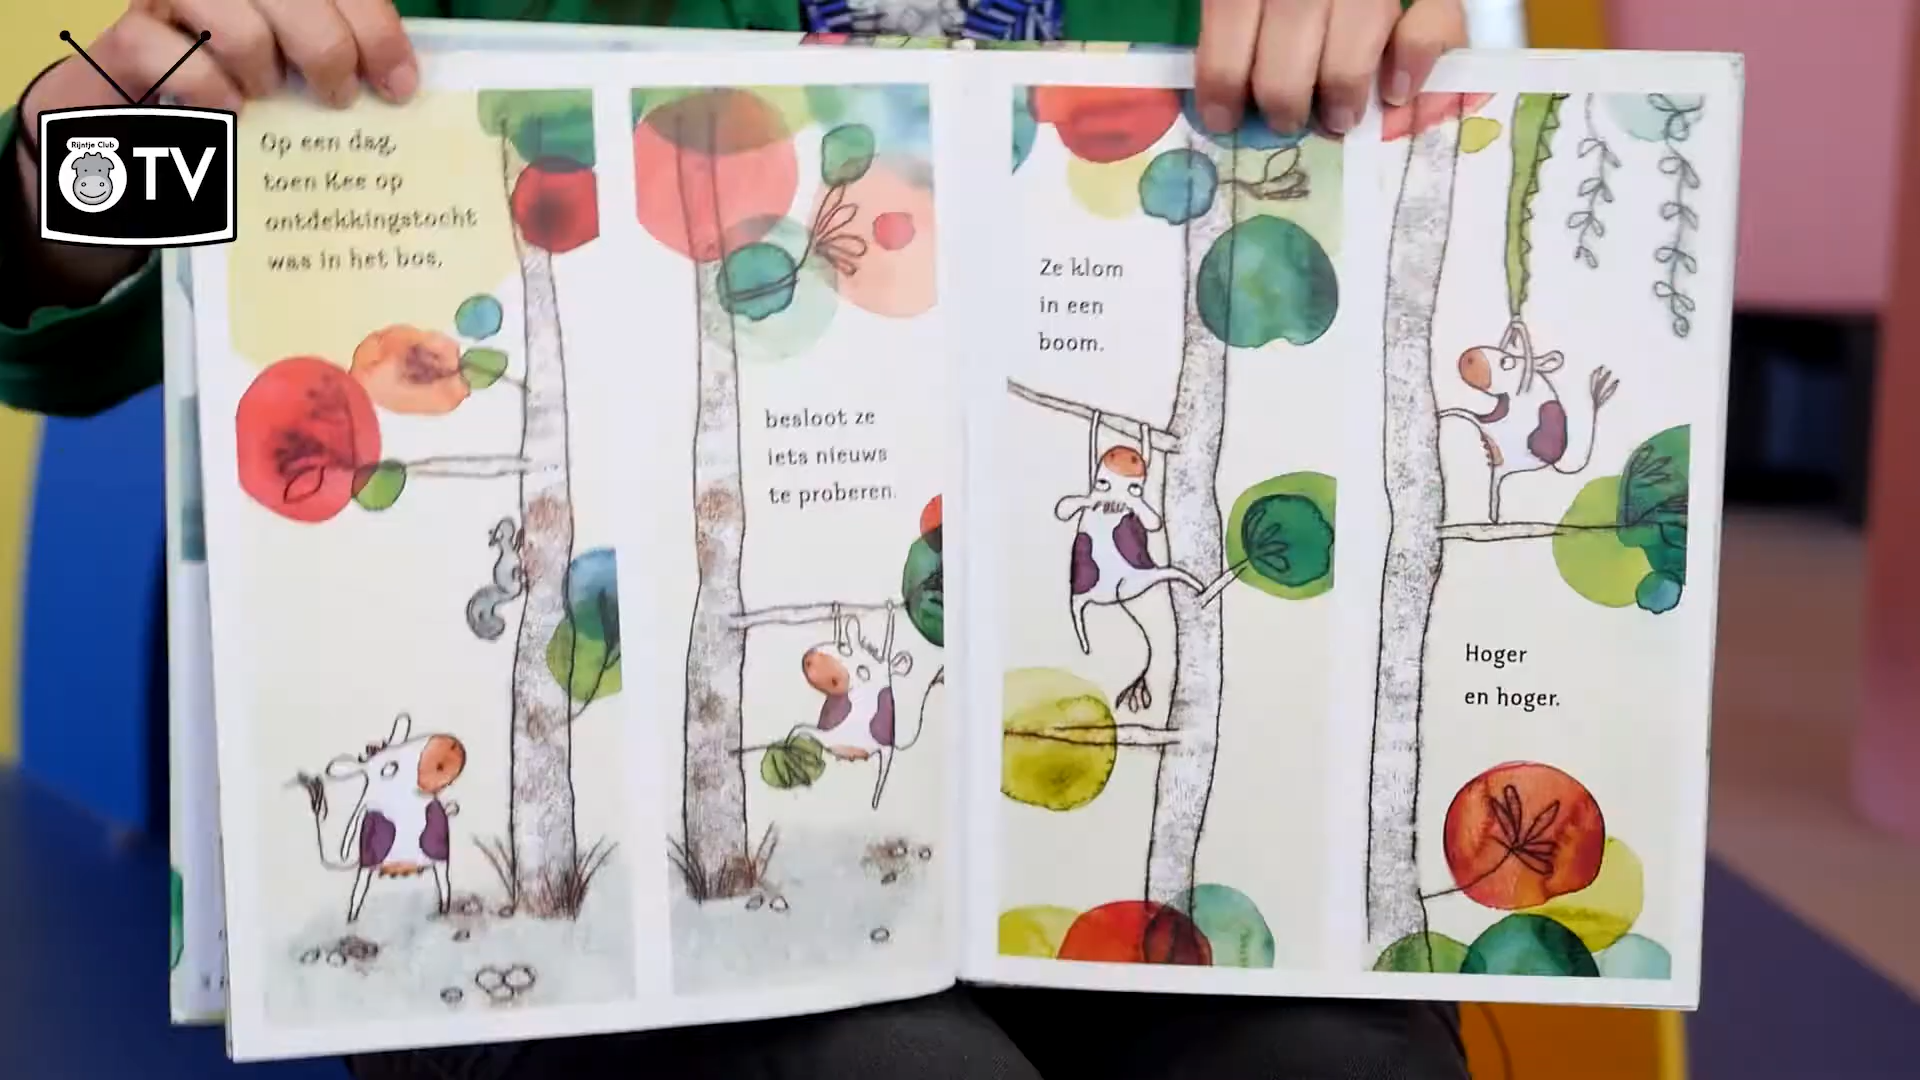 Rijntje Club
TV
Op een dag,
toen Kee op
ontdekkingstocht
was in het bos,
besloot ze
iets nieuws
te proberen.
Ze klom
in een
boom.
Hoger
en hoger.